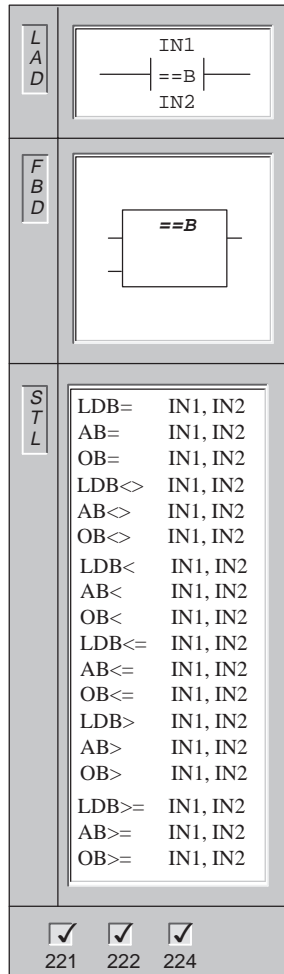 LAD
IN1
==B
IN2
FBD
==B
STL
LDB= IN1, IN2
AB= IN1, IN2
OB= IN1, IN2
LDB<> IN1, IN2
AB<> IN1, IN2
OB<> IN1, IN2
LDB< IN1, IN2
AB< IN1, IN2
OB< IN1, IN2
LDB<= IN1, IN2
AB<= IN1, IN2
OB<= IN1, IN2
LDB> IN1, IN2
AB> IN1, IN2
OB> IN1, IN2
LDB>= IN1, IN2
AB>= IN1, IN2
OB>= IN1, IN2
221 222 224